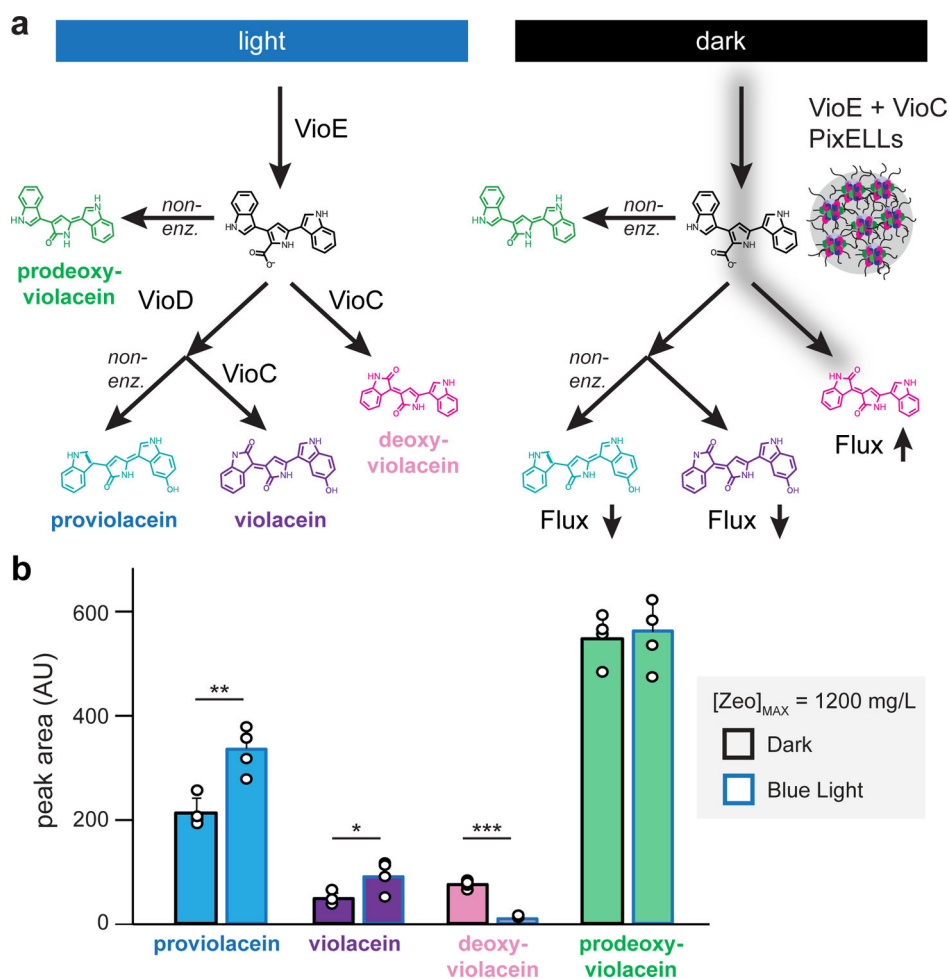 a
light
dark
VioE
VioE + VioC
PixELLs
non-
enz.
prodeoxy-
violacein
VioD
VioC
non-
enz.
VioC
proviolacein
violacein
deoxy-
violacein
non-
enz.
non-
enz.
Flux
Flux
Flux
b
peak area (AU)
600
400
200
0
**
*
***
proviolacein
violacein
deoxy-
violacein
prodeoxy-
violacein
[Zeo]MAX = 1200 mg/L
Dark
Blue Light